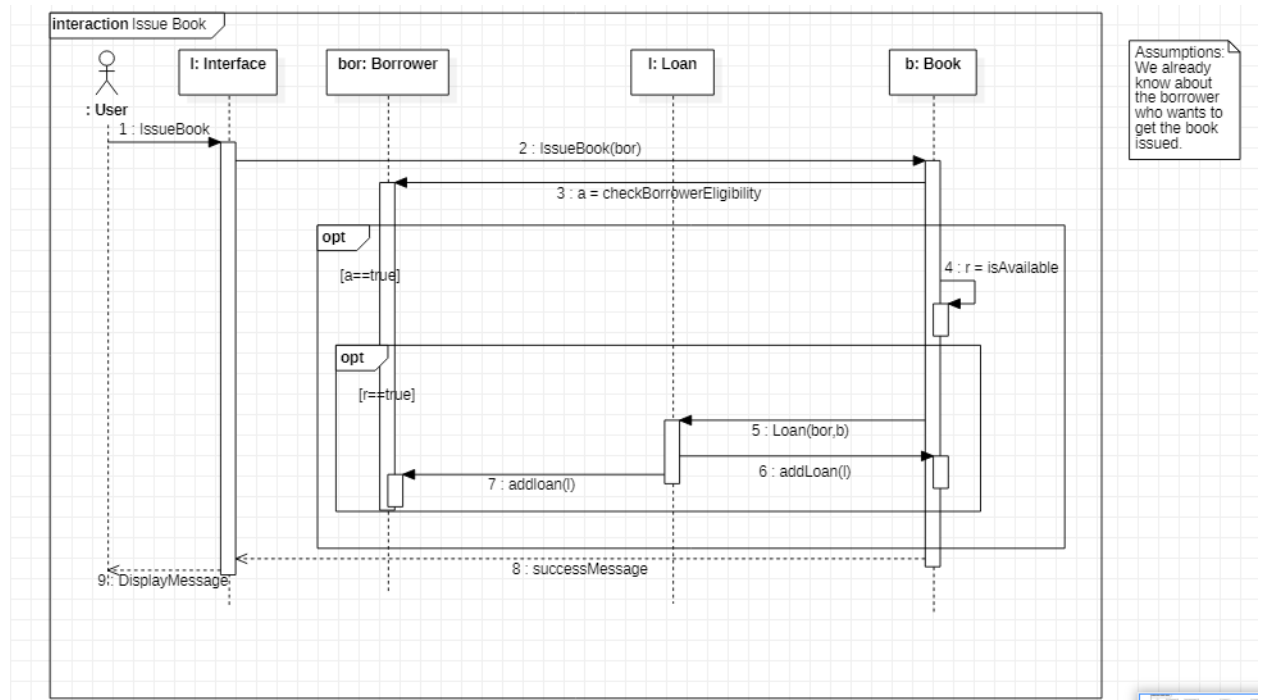 interaction Issue Book
I: Interface
bor: Borrower
l: Loan
b: Book
Assumptions:
We already
know about
the borrower
who wants to
get the book
issued.
: User
1 : IssueBook
2 : IssueBook(bor)
3 : a = checkBorrowerEligibility
opt
[a==true]
4 : r = isAvailable
opt
[r==true]
5 : Loan(bor,b)
6 : addLoan(l)
7 : addloan(l)
8 : successMessage
9 : DisplayMessage